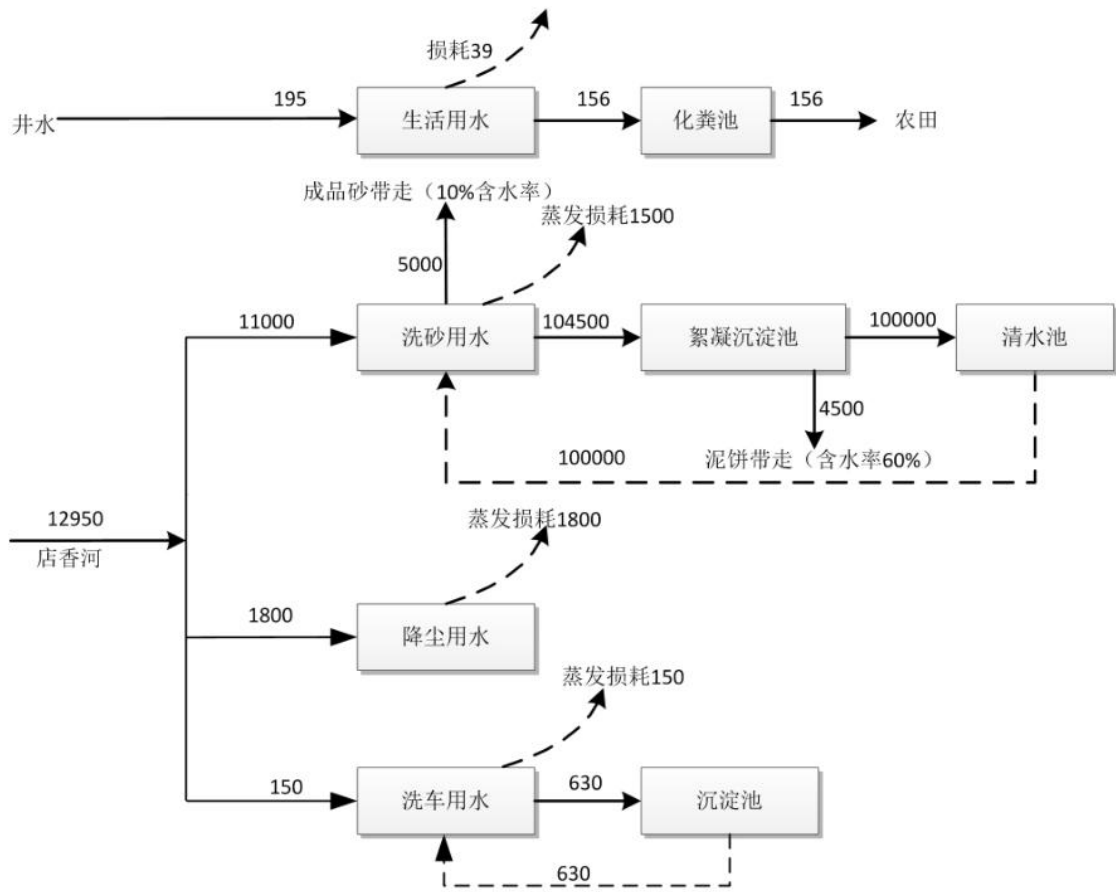 损耗39
井水
195
生活用水
156
化粪池
156
农田
成品砂带走（10%含水率）
蒸发损耗1500
5000
11000
洗砂用水
104500
絮凝沉淀池
100000
清水池
4500
泥饼带走（含水率60%）
100000
12950
店香河
蒸发损耗1800
1800
降尘用水
蒸发损耗150
150
洗车用水
630
沉淀池
630